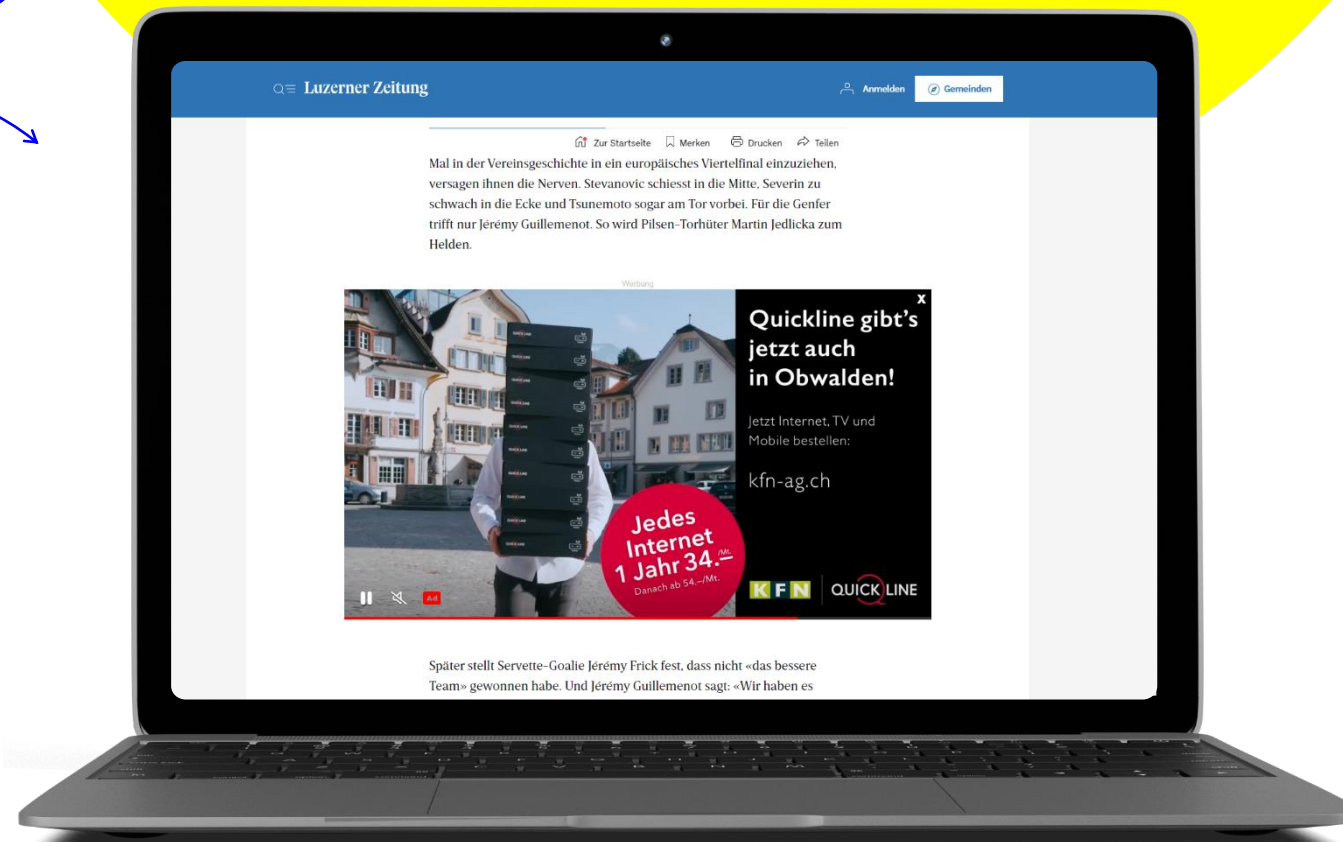 Luzerner Zeitung
Anmelden
Gemeinden
Zur Startseite Merken Drucken Teilen
Mal in der Vereinsgeschichte in ein europäisches Viertelfinal einzuziehen,
versagen ihnen die Nerven. Stevanovic schiesst in die Mitte, Severin zu
schwach in die Ecke und Tsunemoto sogar am Tor vorbei. Für die Genfer
trifft nur Jérémy Guillemenot. So wird Pilsen-Torhüter Martin Jedlicka zum
Helden.
Werbung
X
Quickline gibt's
jetzt auch
in Obwalden!
Jetzt Internet, TV und
Mobile bestellen:
kfn-ag.ch
Jedes
Internet
1 Jahr 34.–/Mt.
Danach ab 54.–/Mt.
Ad
KFN QUICKLINE
Später stellt Servette-Goalie Jérémy Frick fest, dass nicht «das bessere
Team» gewonnen habe. Und Jérémy Guillemenot sagt: «Wir haben es